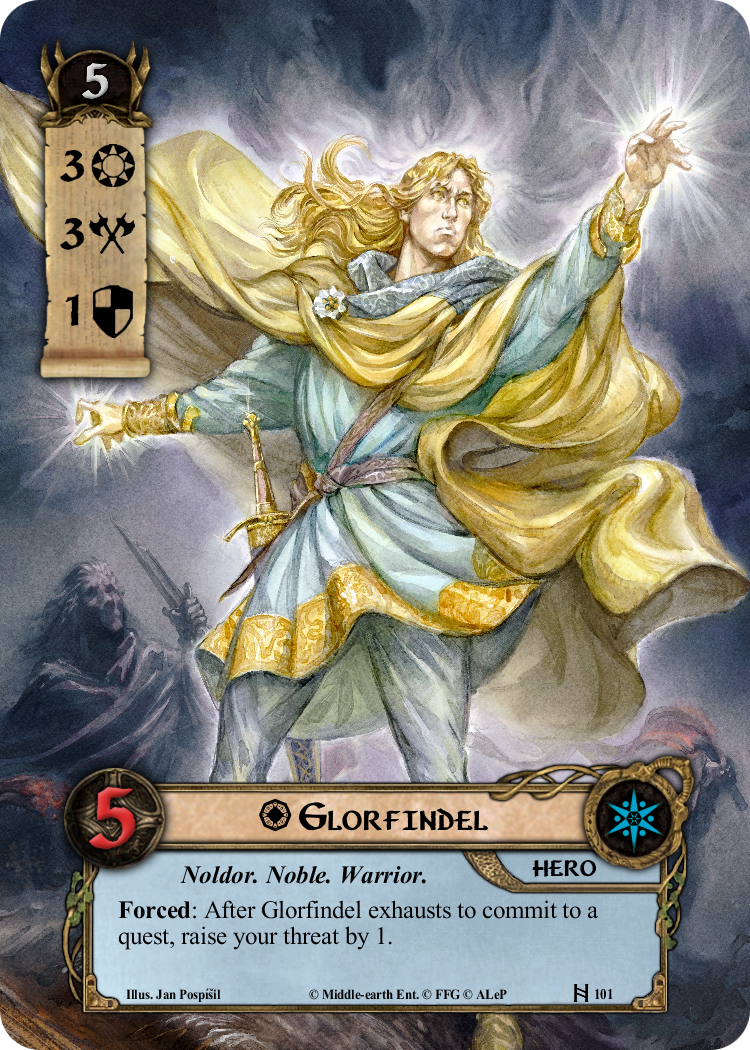 5
3
3
1
5
Glorfindel
HERO
Noldor. Noble. Warrior.
Forced: After Glorfindel exhausts to commit to a
quest, raise your threat by 1.
Illus. Jan Pospíšil © Middle-earth Ent. © FFG © ALeP 101